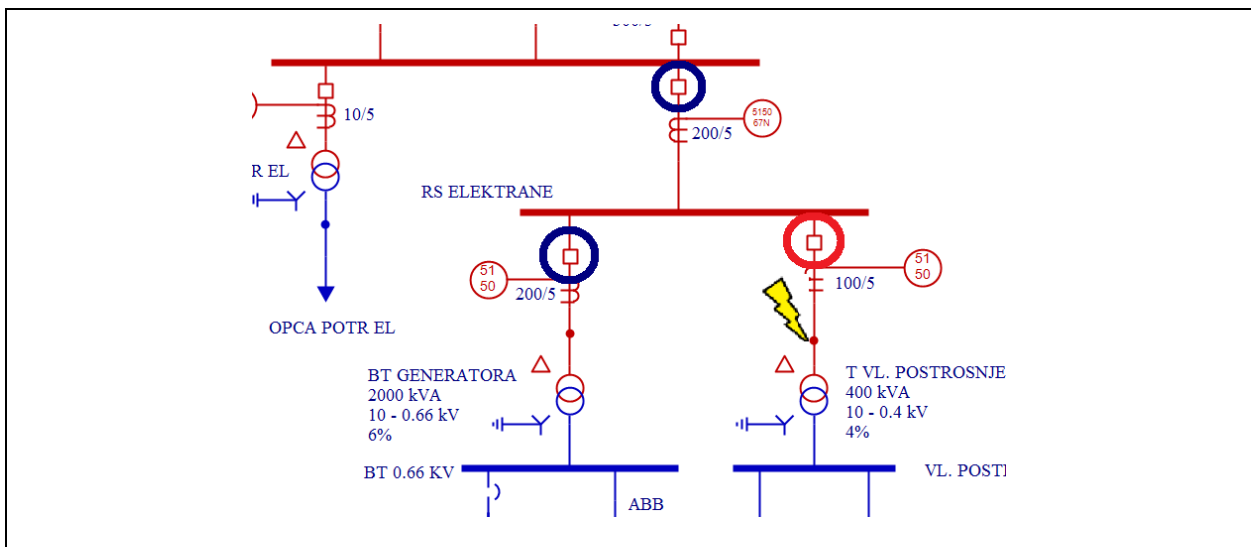 10/5
5150
67N
200/5
R EL
RS ELEKTRANE
51
50
200/5
51
50
100/5
OPCA POTR EL
BT GENERATORA
2000 kVA
10 - 0.66 kV
6%
T VL. POSTROSNJE
400 kVA
10 - 0.4 kV
4%
BT 0.66 KV
ABB
VL. POSTI